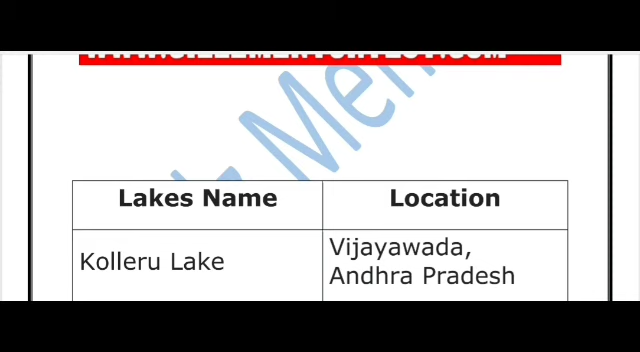 Lakes Name Location
Kolleru Lake
Vijayawada,
Andhra Pradesh